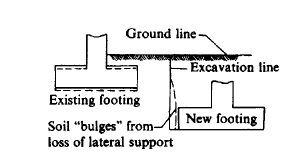 Ground line
Excavation line
Existing footing
Soil "bulges" from
loss of lateral support
New footing